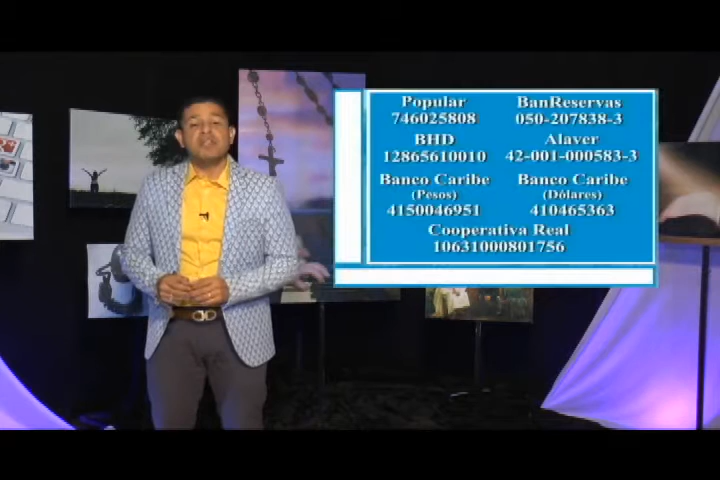 Popular
746025808
BanReservas
050-207838-3
BHD
12865610010
Alaver
42-001-000583-3
Banco Caribe
(Pesos)
4150046951
Banco Caribe
(Dólares)
410465363
Cooperativa Real
10631000801756